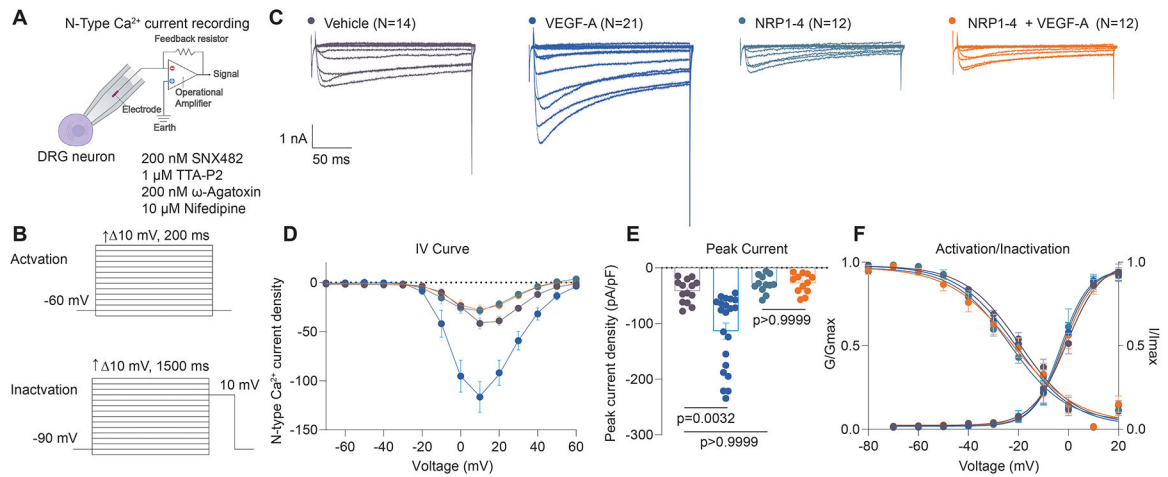 A
N-Type Ca²⁺ current recording
Feedback resistor
Signal
Operational
Amplifier
Electrode
Earth
DRG neuron
200 nM SNX482
1 µM TTA-P2
200 nM ω-Agatoxin
10 µM Nifedipine
B
↑Δ10 mV, 200 ms
Actvation
-60 mV
↑Δ10 mV, 1500 ms
Inactvation
10 mV
-90 mV
C
Vehicle (N=14)
VEGF-A (N=21)
NRP1-4 (N=12)
NRP1-4 + VEGF-A (N=12)
1 nA
50 ms
D
IV Curve
N-type Ca²⁺ current density
0
-50
-100
-150
-60 -40 -20 0 20 40 60
Voltage (mV)
E
Peak Current
Peak current density (pA/pF)
0
-100
-200
-300
p>0.9999
p=0.0032
p>0.9999
F
Activation/Inactivation
G/Gmax
1.0
0.5
0.0
I/Imax
1.0
0.5
0.0
-80 -60 -40 -20 0 20
Voltage (mV)